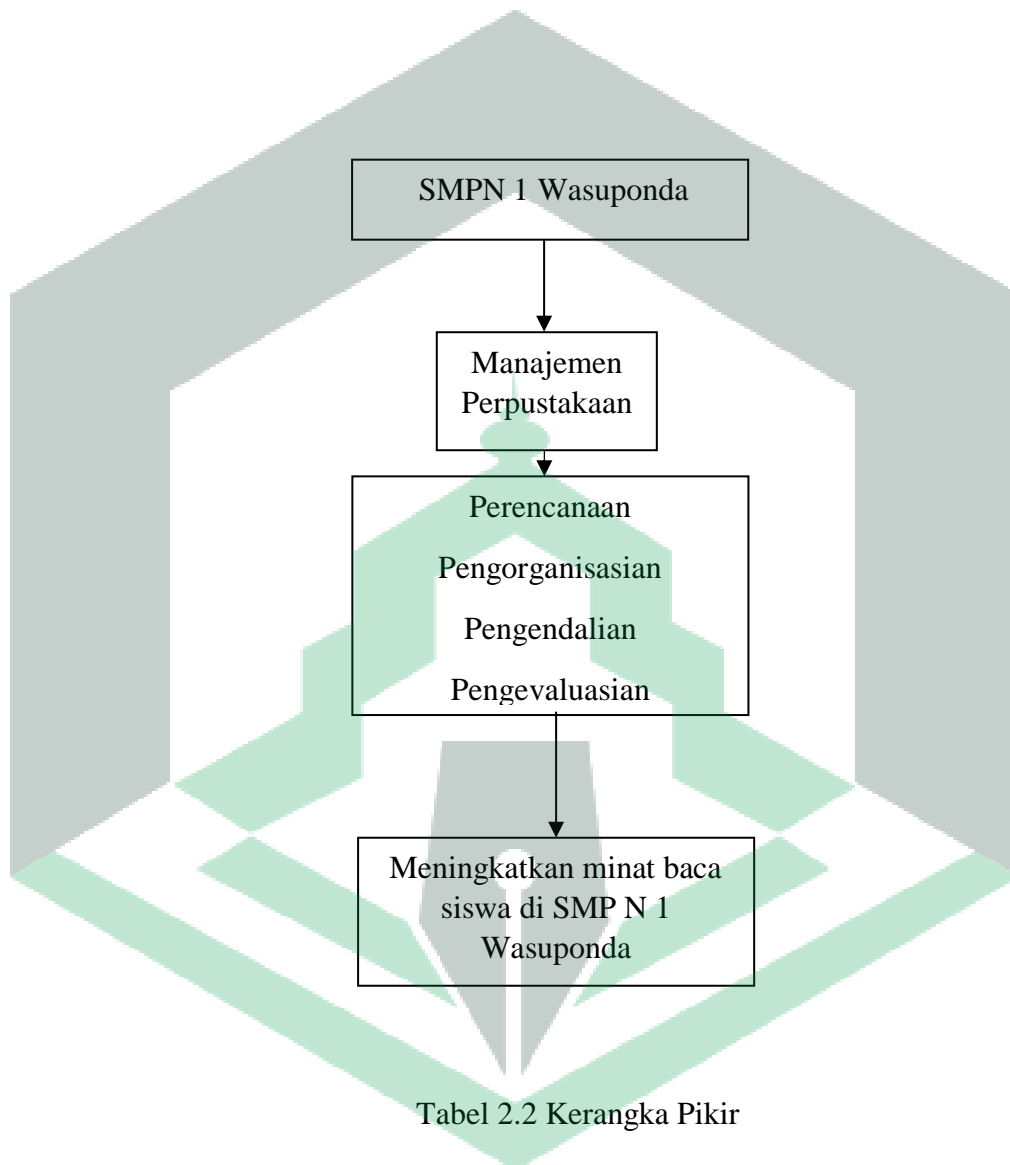 SMPN 1 Wasuponda
Manajemen
Perpustakaan
Perencanaan
Pengorganisasian
Pengendalian
Pengevaluasian
Meningkatkan minat baca
siswa di SMP N 1
Wasuponda
Tabel 2.2 Kerangka Pikir